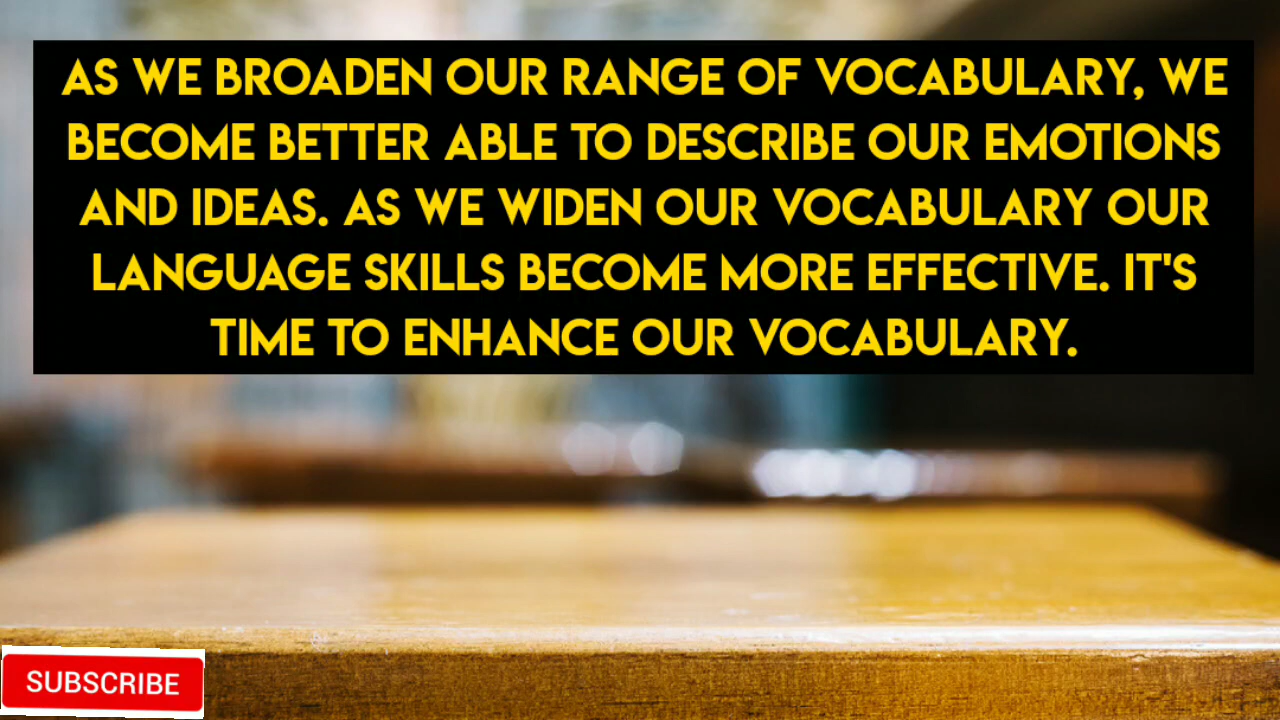 AS WE BROADEN OUR RANGE OF VOCABULARY, WE
BECOME BETTER ABLE TO DESCRIBE OUR EMOTIONS
AND IDEAS. AS WE WIDEN OUR VOCABULARY OUR
LANGUAGE SKILLS BECOME MORE EFFECTIVE. IT'S
TIME TO ENHANCE OUR VOCABULARY.
SUBSCRIBE